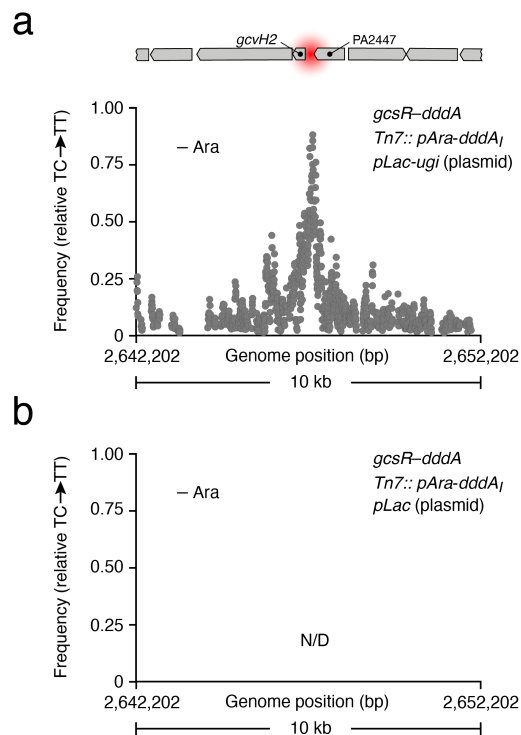 a
gcvH2
PA2447
1.00
0.75
0.50
0.25
0
Frequency (relative TC→TT)
– Ara
gcsR–dddA
Tn7:: pAra-dddAI
pLac-ugi (plasmid)
2,642,202
Genome position (bp)
2,652,202
10 kb
b
1.00
0.75
0.50
0.25
0
Frequency (relative TC→TT)
– Ara
gcsR–dddA
Tn7:: pAra-dddAI
pLac (plasmid)
N/D
2,642,202
Genome position (bp)
2,652,202
10 kb